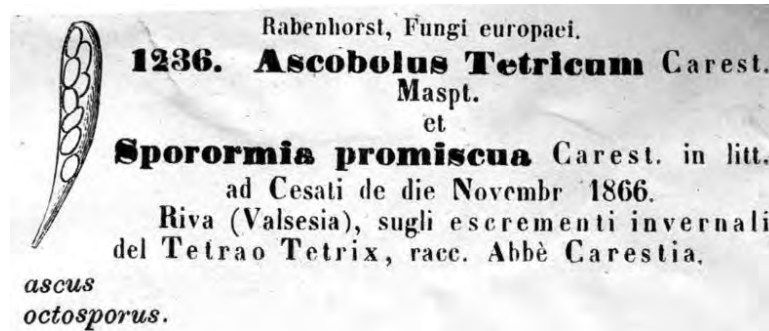 Rabenhorst, Fungi europaei.
1236. Ascobolus Tetricum Carest.
Maspt.
et
Sporormia promiscua Carest. in litt.
ad Cesati de die Novembr 1866.
Riva (Valsesia), sugli escrementi invernali
del Tetrao Tetrix, racc. Abbè Carestia.
ascus
octosporus.